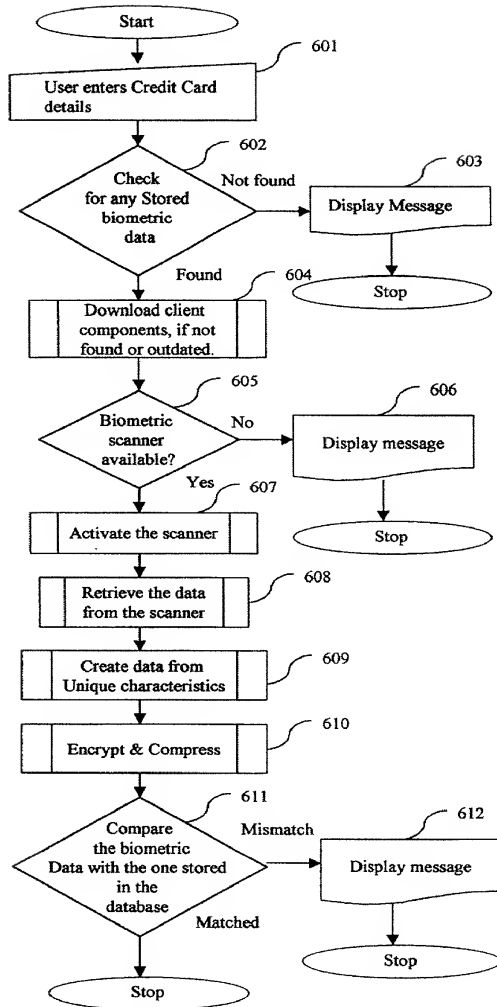 Start
601
User enters Credit Card
details
602
Check
for any Stored
biometric
data
Not found
603
Display Message
Stop
Found
604
Download client
components, if not
found or outdated.
605
Biometric
scanner
available?
No
606
Display message
Stop
Yes
607
Activate the scanner
608
Retrieve the data
from the scanner
609
Create data from
Unique characteristics
610
Encrypt & Compress
611
Compare
the biometric
Data with the one stored
in the
database
Mismatch
612
Display message
Stop
Matched
Stop